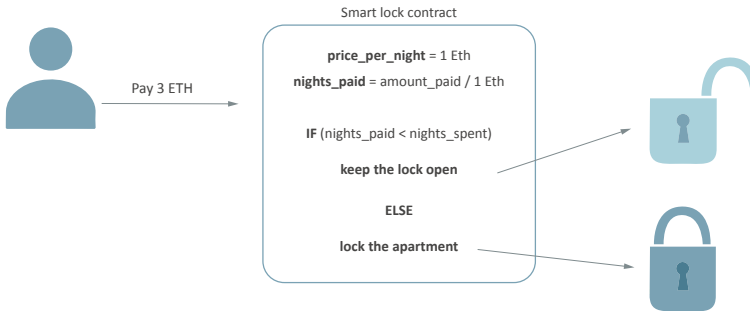 Smart lock contract
price_per_night = 1 Eth
nights_paid = amount_paid / 1 Eth
Pay 3 ETH
IF (nights_paid < nights_spent)
keep the lock open
ELSE
lock the apartment